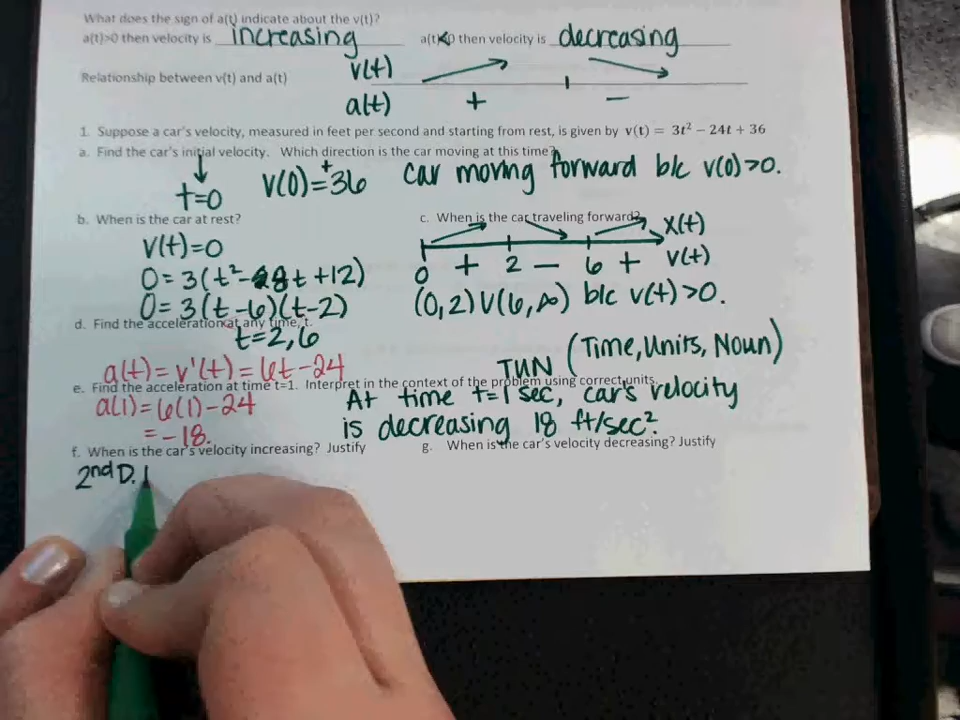 What does the sign of a(t) indicate about the v(t)?
a(t)>0 then velocity is increasing a(t)<0 then velocity is decreasing
v(t)
Relationship between v(t) and a(t)
a(t) + −
1. Suppose a car's velocity, measured in feet per second and starting from rest, is given by v(t) = 3t² − 24t + 36
a. Find the car's initial velocity. Which direction is the car moving at this time?
t=0 v(0)=+36 car moving forward b/c v(0)>0.
b. When is the car at rest? c. When is the car traveling forward? x(t)
v(t)=0 0 + 2 − 6 + v(t)
0=3(t²-8t+12) (0,2)∪(6,∞) b/c v(t)>0.
0=3(t-6)(t-2)
d. Find the acceleration at any time, t.
t=2,6
a(t)=v'(t)=6t-24 TUN (Time, Units, Noun)
e. Find the acceleration at time t=1. Interpret in the context of the problem using correct units.
a(1)=6(1)-24 At time t=1 sec, car's velocity
=-18. is decreasing 18 ft/sec².
f. When is the car's velocity increasing? Justify g. When is the car's velocity decreasing? Justify
2nd D.